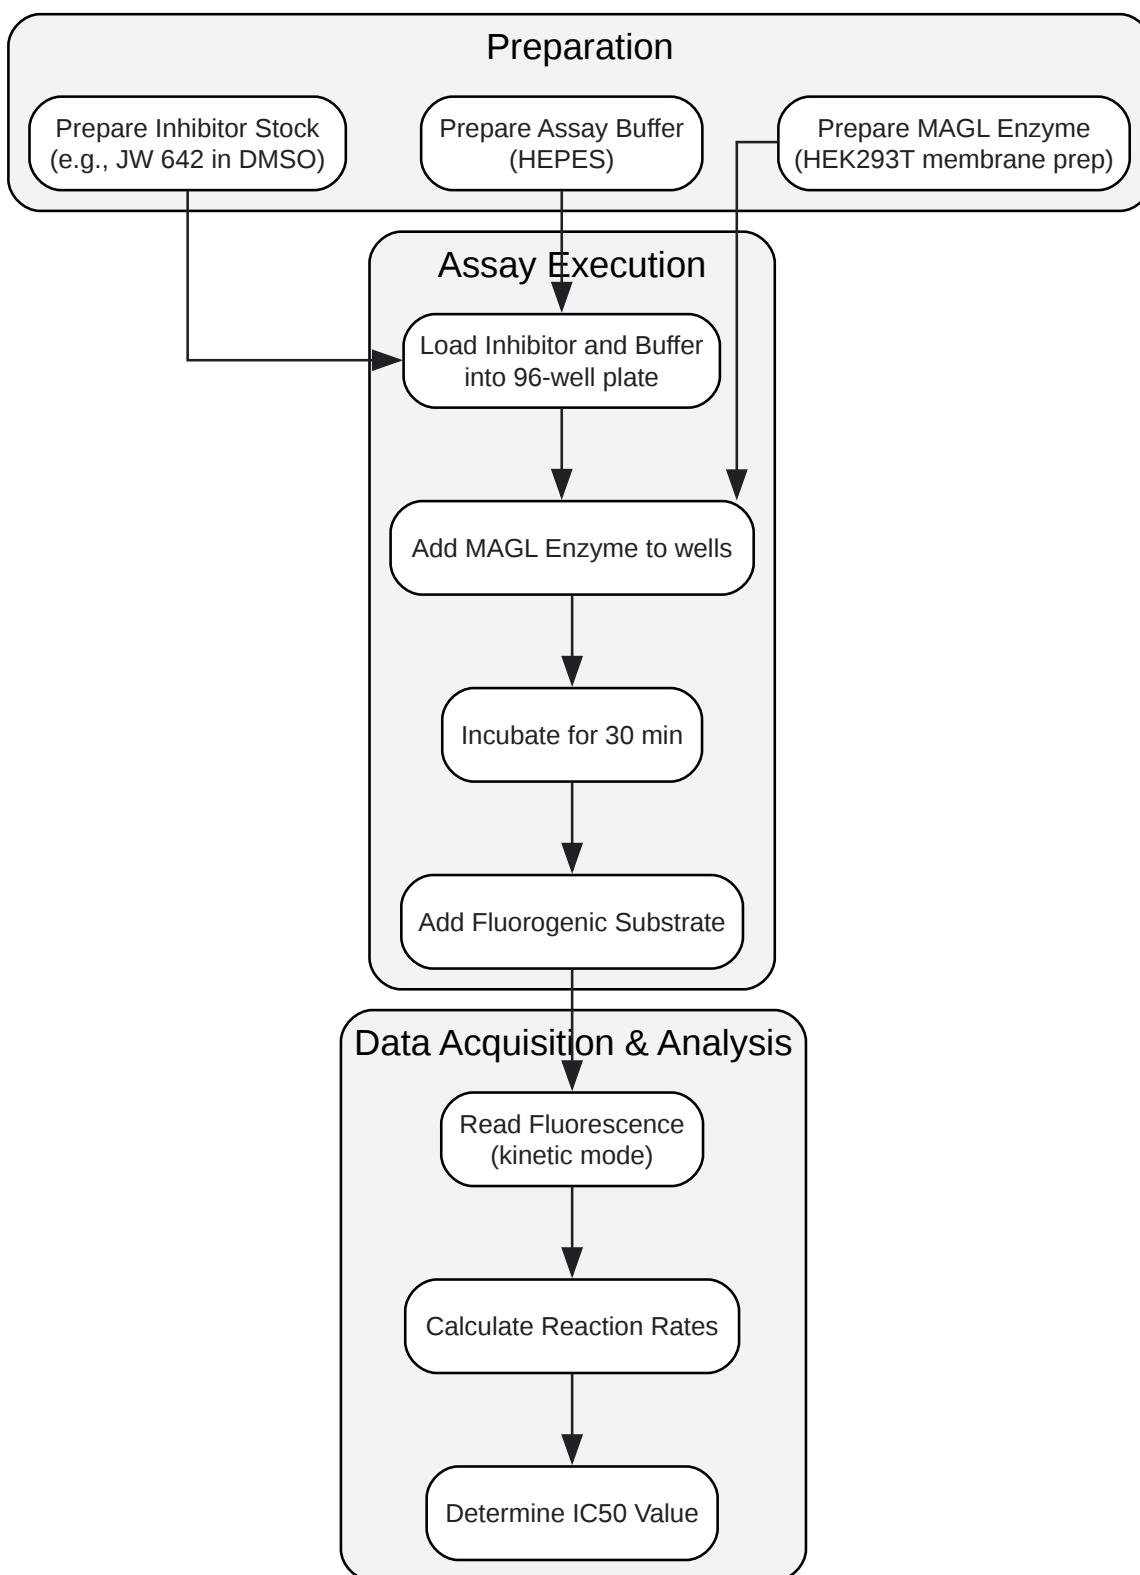 Preparation
Prepare Inhibitor Stock
(e.g., JW 642 in DMSO)
Prepare Assay Buffer
(HEPES)
Prepare MAGL Enzyme
(HEK293T membrane prep)
Assay Execution
Load Inhibitor and Buffer
into 96-well plate
Add MAGL Enzyme to wells
Incubate for 30 min
Add Fluorogenic Substrate
Data Acquisition & Analysis
Read Fluorescence
(kinetic mode)
Calculate Reaction Rates
Determine IC50 Value